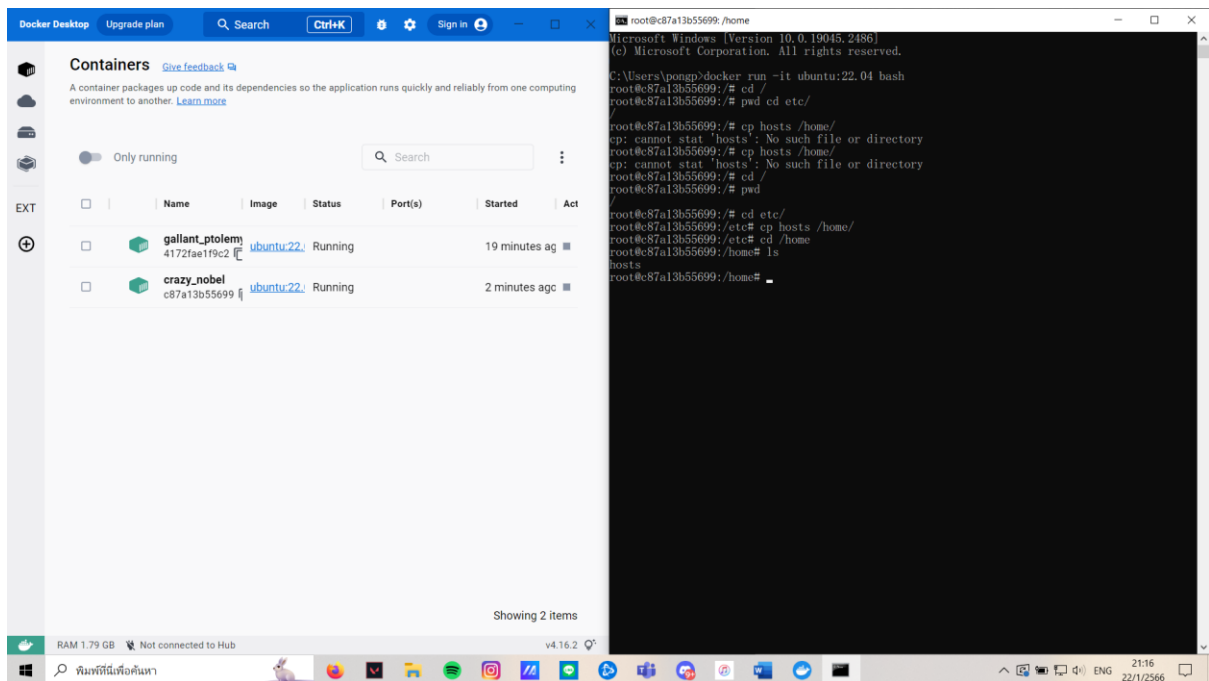 Docker Desktop Upgrade plan Search Ctrl+K Sign in
Containers Give feedback
A container packages up code and its dependencies so the application runs quickly and reliably from one computing
environment to another. Learn more
Only running Search
EXT
Name Image Status Port(s) Started Act
gallant_ptolemy ubuntu:22. Running 19 minutes ag
4172fae1f9c2
crazy_nobel ubuntu:22. Running 2 minutes ago
c87a13b55699
Showing 2 items
RAM 1.79 GB Not connected to Hub v4.16.2
root@c87a13b55699: /home
Microsoft Windows [Version 10.0.19045.2486]
(c) Microsoft Corporation. All rights reserved.
C:\Users\pongp>docker run -it ubuntu:22.04 bash
root@c87a13b55699:/# cd /
root@c87a13b55699:/# pwd cd etc/
/
root@c87a13b55699:/# cp hosts /home/
cp: cannot stat 'hosts': No such file or directory
root@c87a13b55699:/# cp hosts /home/
cp: cannot stat 'hosts': No such file or directory
root@c87a13b55699:/# cd /
root@c87a13b55699:/# pwd
/
root@c87a13b55699:/# cd etc/
root@c87a13b55699:/etc# cp hosts /home/
root@c87a13b55699:/etc# cd /home
root@c87a13b55699:/home# ls
hosts
root@c87a13b55699:/home#
พิมพ์ที่นี่เพื่อค้นหา
ENG 21:16
22/1/2566